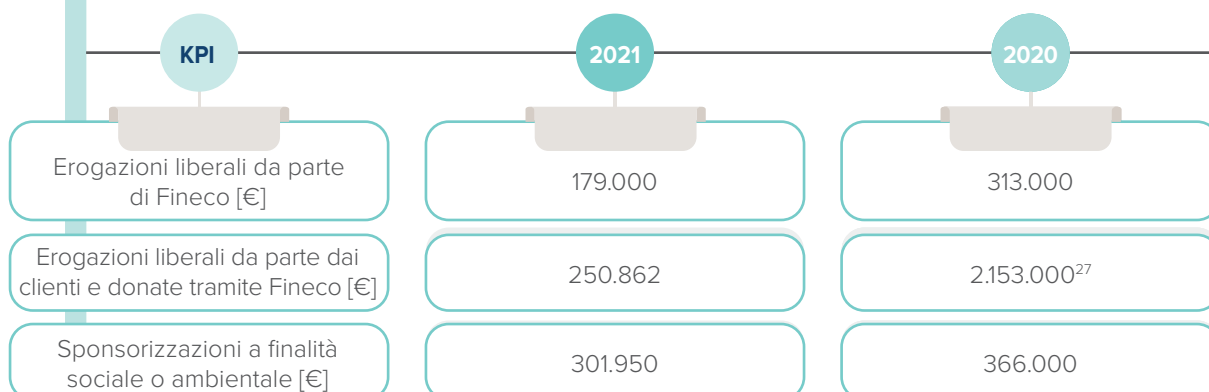 KPI 2021 2020
Erogazioni liberali da parte
di Fineco [€]
179.000
313.000
Erogazioni liberali da parte dai
clienti e donate tramite Fineco [€]
250.862
2.153.000²⁷
Sponsorizzazioni a finalità
sociale o ambientale [€]
301.950
366.000